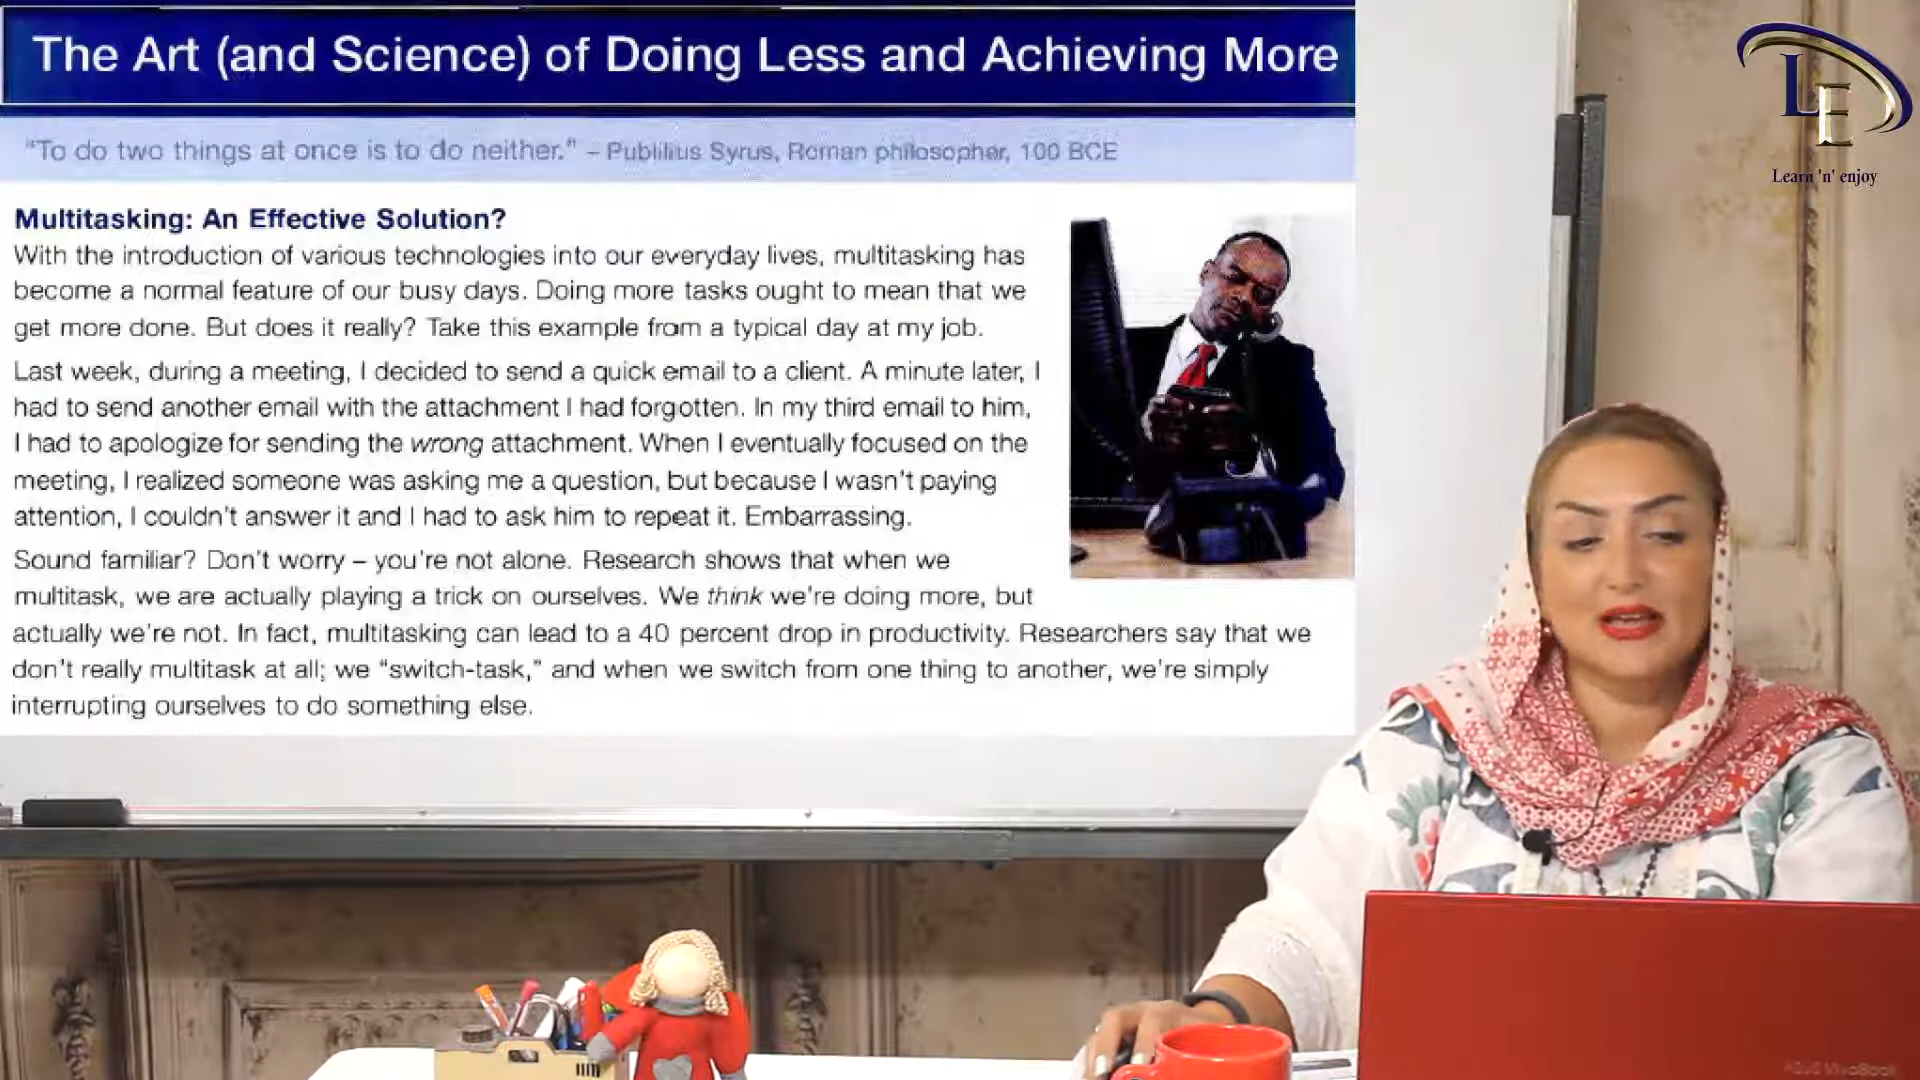 The Art (and Science) of Doing Less and Achieving More
"To do two things at once is to do neither." – Publilius Syrus, Roman philosopher, 100 BCE
Multitasking: An Effective Solution?
With the introduction of various technologies into our everyday lives, multitasking has
become a normal feature of our busy days. Doing more tasks ought to mean that we
get more done. But does it really? Take this example from a typical day at my job.
Last week, during a meeting, I decided to send a quick email to a client. A minute later, I
had to send another email with the attachment I had forgotten. In my third email to him,
I had to apologize for sending the wrong attachment. When I eventually focused on the
meeting, I realized someone was asking me a question, but because I wasn't paying
attention, I couldn't answer it and I had to ask him to repeat it. Embarrassing.
Sound familiar? Don't worry – you're not alone. Research shows that when we
multitask, we are actually playing a trick on ourselves. We think we're doing more, but
actually we're not. In fact, multitasking can lead to a 40 percent drop in productivity. Researchers say that we
don't really multitask at all; we "switch-task," and when we switch from one thing to another, we're simply
interrupting ourselves to do something else.
LE
Learn 'n' enjoy
ASUS VivoBook